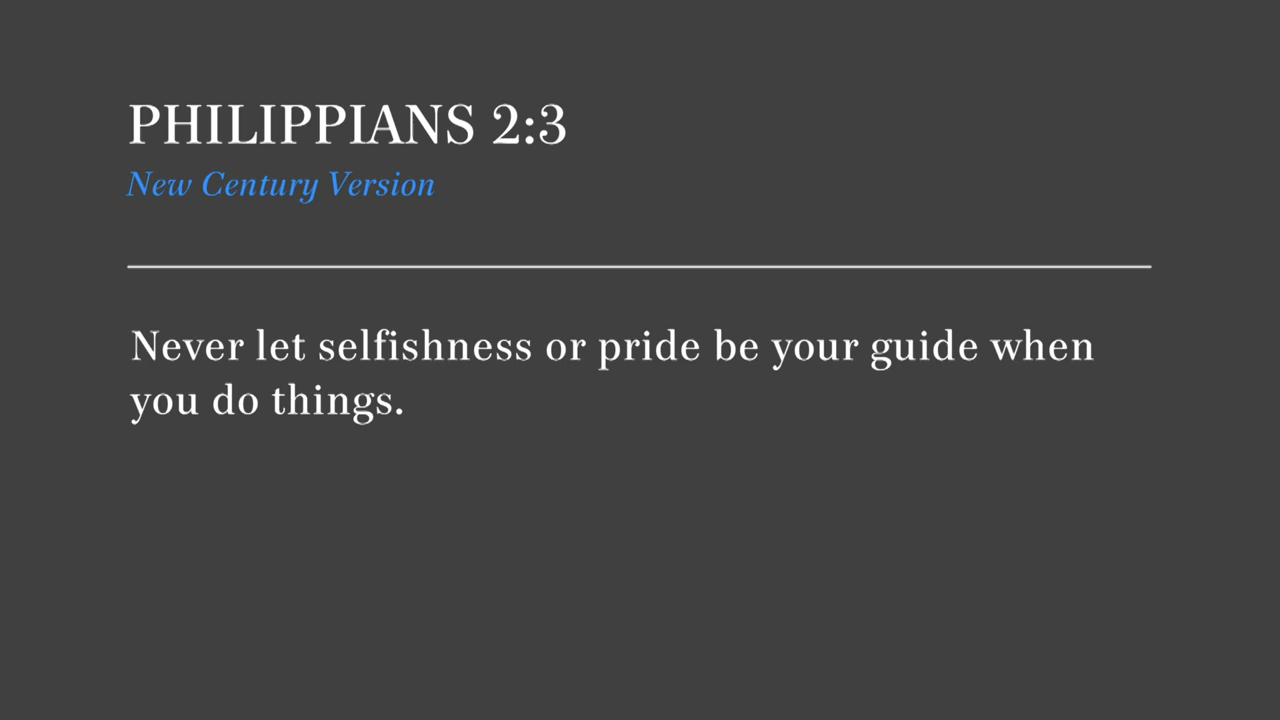 PHILIPPIANS 2:3
New Century Version
Never let selfishness or pride be your guide when
you do things.